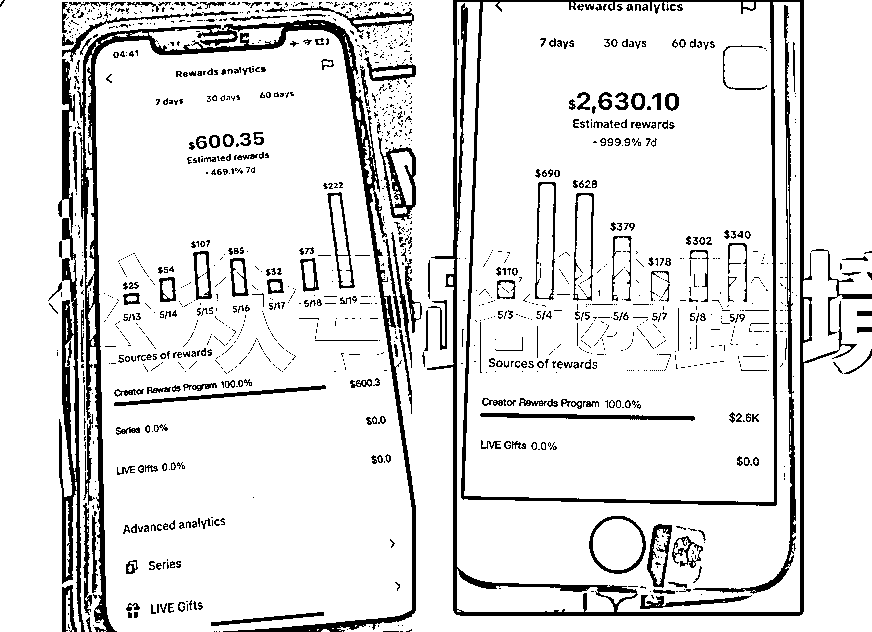 04:41
Rewards analytics
7 days 30 days 60 days
$600.35
Estimated rewards
- 469.1% 7d
$25 $54 $107 $85 $32 $73 $222
5/13 5/14 5/15 5/16 5/17 5/18 5/19
Sources of rewards
Creator Rewards Program 100.0% $600.3
Series 0.0% $0.0
LIVE Gifts 0.0% $0.0
Advanced analytics
Series
LIVE Gifts
Rewards analytics
7 days 30 days 60 days
$2,630.10
Estimated rewards
- 999.9% 7d
$110 $690 $628 $379 $178 $302 $340
5/3 5/4 5/5 5/6 5/7 5/8 5/9
Sources of rewards
Creator Rewards Program 100.0% $2.6K
LIVE Gifts 0.0% $0.0